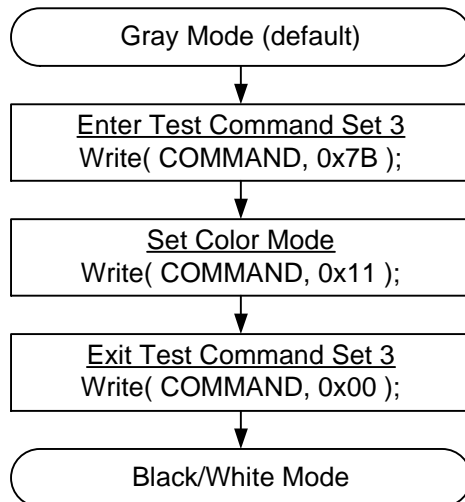 Gray Mode (default)
Enter Test Command Set 3
Write( COMMAND, 0x7B );
Set Color Mode
Write( COMMAND, 0x11 );
Exit Test Command Set 3
Write( COMMAND, 0x00 );
Black/White Mode